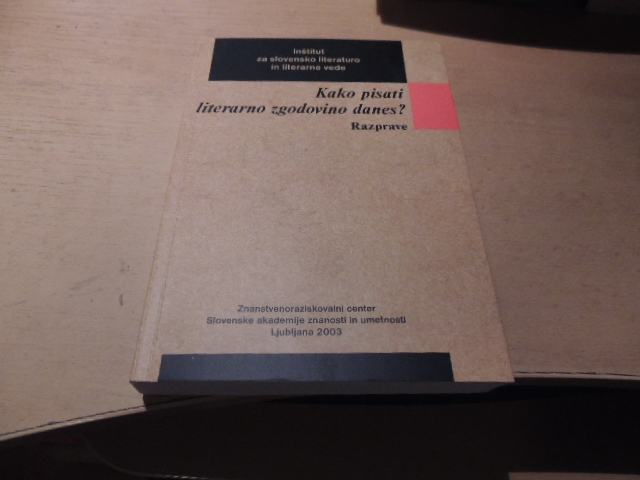 Inštitut
za slovensko literaturo
in literarne vede
Kako pisati
literarno zgodovino danes?
Razprave
Znanstvenoraziskovalni center
Slovenske akademije znanosti in umetnosti
Ljubljana 2003